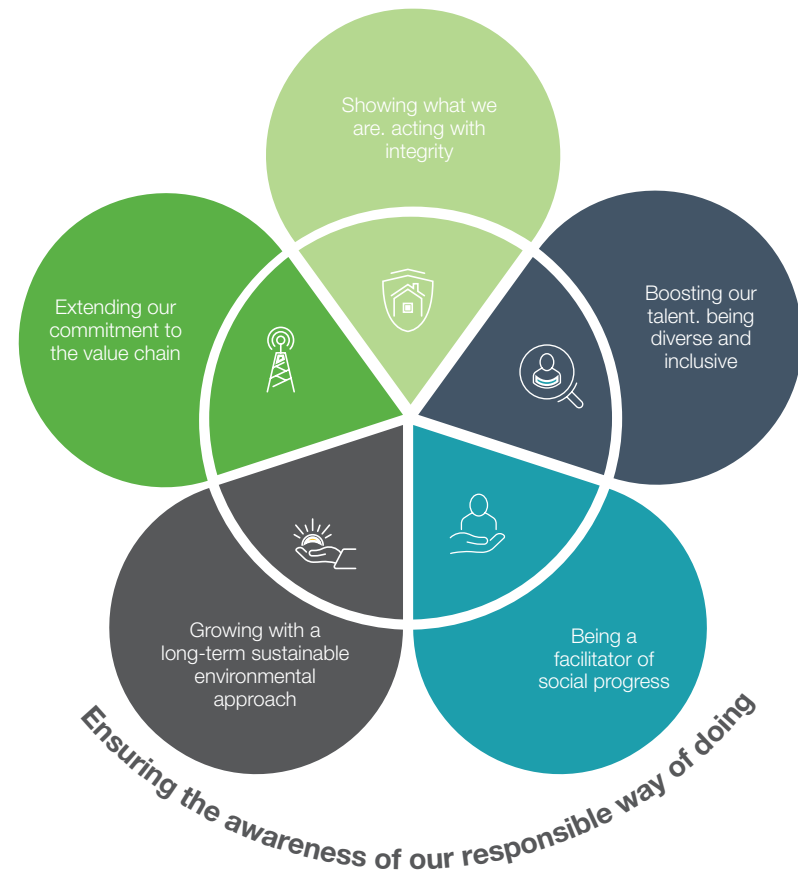 Showing what we
are. acting with
integrity
Boosting our
talent. being
diverse and
inclusive
Being a
facilitator of
social progress
Growing with a
long-term sustainable
environmental
approach
Extending our
commitment to
the value chain
Ensuring the awareness of our responsible way of doing